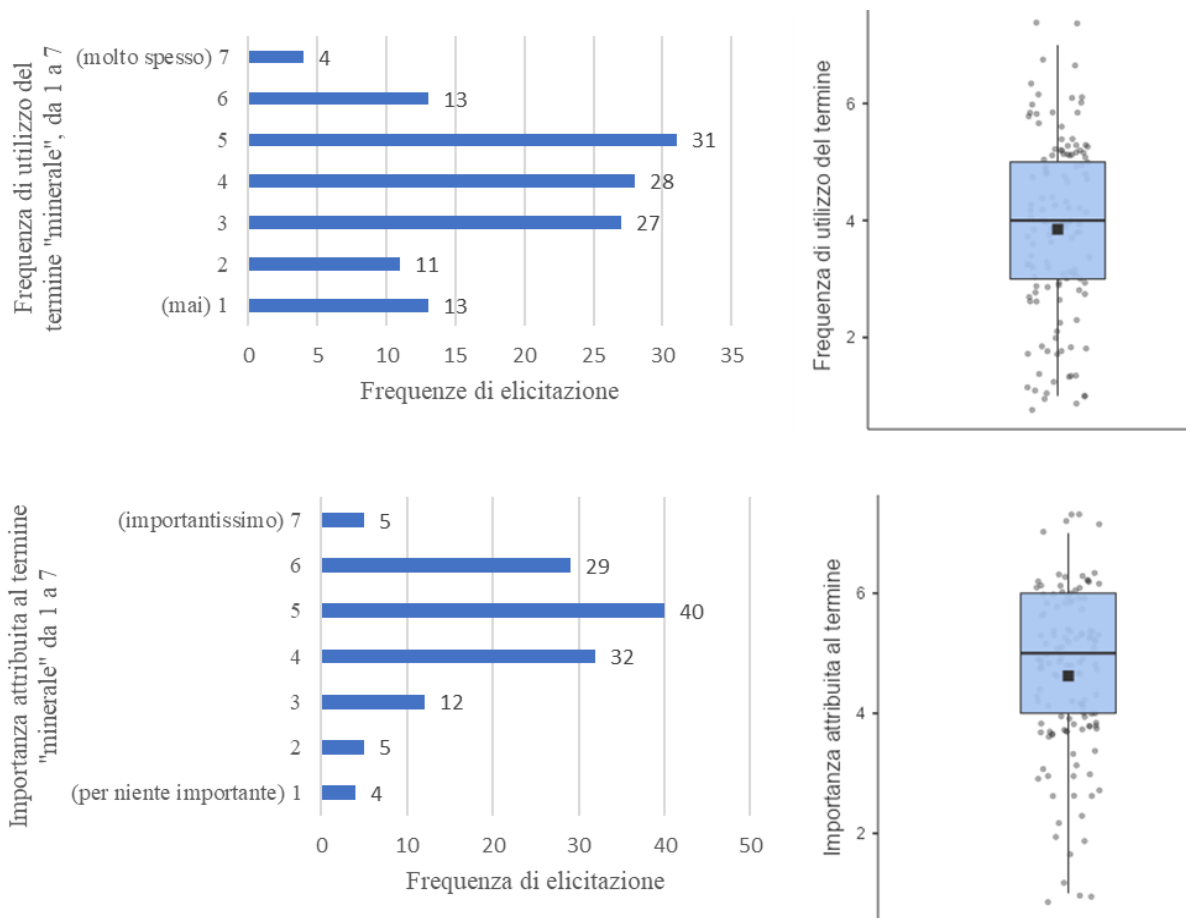 Frequenza di utilizzo del
termine "minerale", da 1 a 7
(molto spesso) 7
4
6
13
5
31
4
28
3
27
2
11
(mai) 1
13
0 5 10 15 20 25 30 35
Frequenze di elicitazione
Frequenza di utilizzo del termine
6
4
2
Importanza attribuita al termine
"minerale" da 1 a 7
(importantissimo) 7
5
6
29
5
40
4
32
3
12
2
5
(per niente importante) 1
4
0 10 20 30 40 50
Frequenza di elicitazione
Importanza attribuita al termine
6
4
2